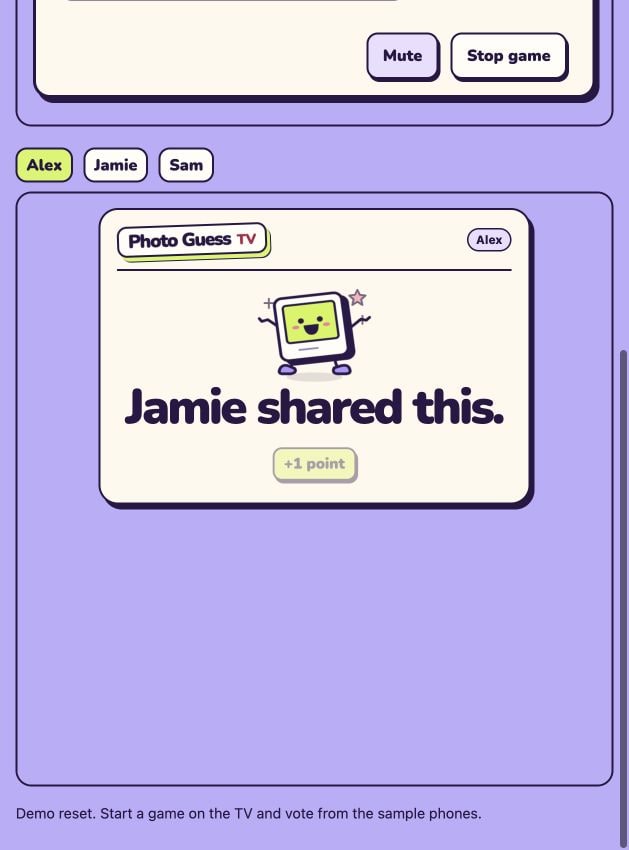 Mute
Stop game
Alex
Jamie
Sam
Photo Guess TV
Alex
Jamie shared this.
+1 point
Demo reset. Start a game on the TV and vote from the sample phones.